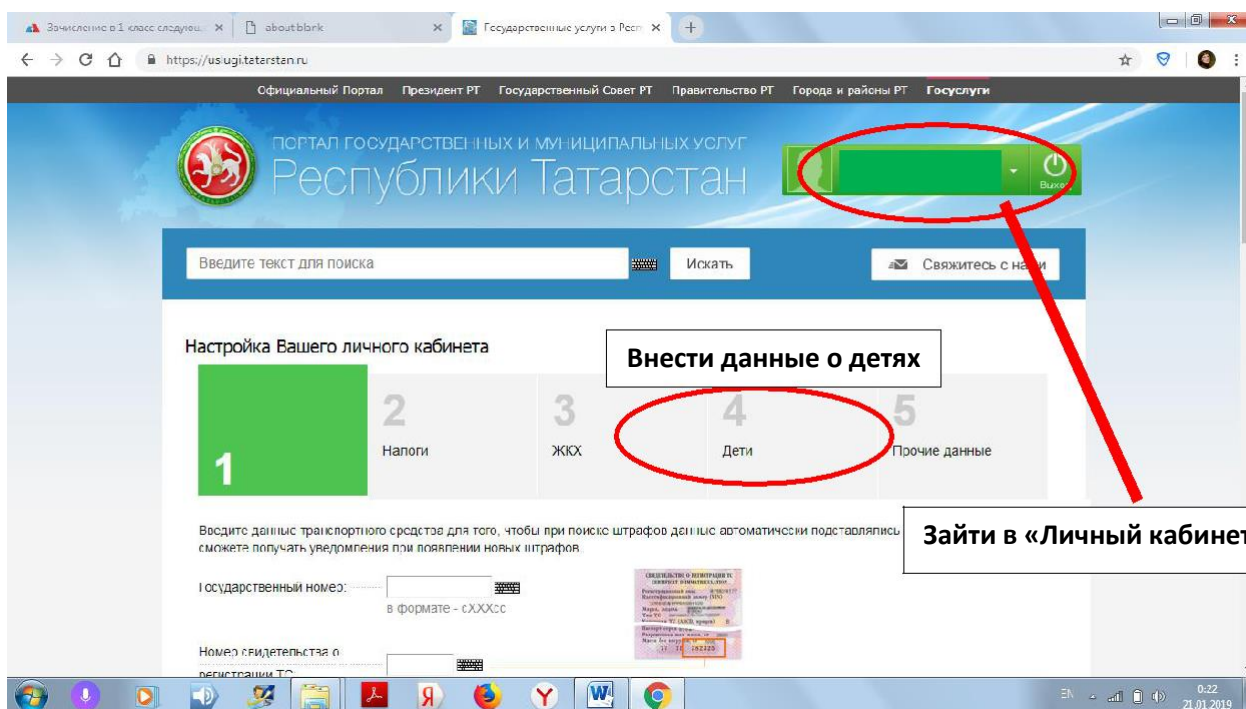 Зачисление в 1 класс следующ
about:blank
Государственные услуги в Респ
https://uslugi.tatarstan.ru
Официальный Портал Президент РТ Государственный Совет РТ Правительство РТ Города и районы РТ Госуслуги
ПОРТАЛ ГОСУДАРСТВЕННЫХ И МУНИЦИПАЛЬНЫХ УСЛУГ
Республики Татарстан
Выход
Введите текст для поиска
Искать
Свяжитесь с нами
Настройка Вашего личного кабинета
Внести данные о детях
1
2
Налоги
3
ЖКХ
4
Дети
5
Прочие данные
Введите данные транспортного средства для того, чтобы при поиске штрафов данные автоматически подставлялись
сможете получать уведомления при появлении новых штрафов
Зайти в «Личный кабинет
Государственный номер:
в формате - сXXXсс
Номер свидетельства о
регистрации ТС
EN
0:22
21.01.2019